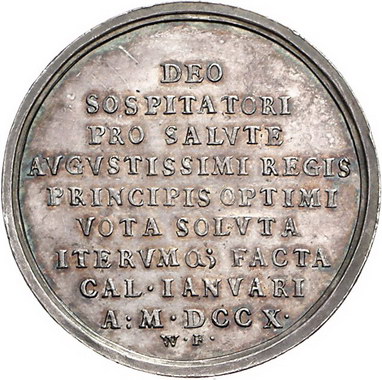 DEO
SOSPITATORI
PRO SALVTE
AVGVSTISSIMI REGIS
PRINCIPIS OPTIMI
VOTA SOLVTA
ITERVMQ; FACTA
CAL · IANVARI
A: M · DCCX ·
W · F ·